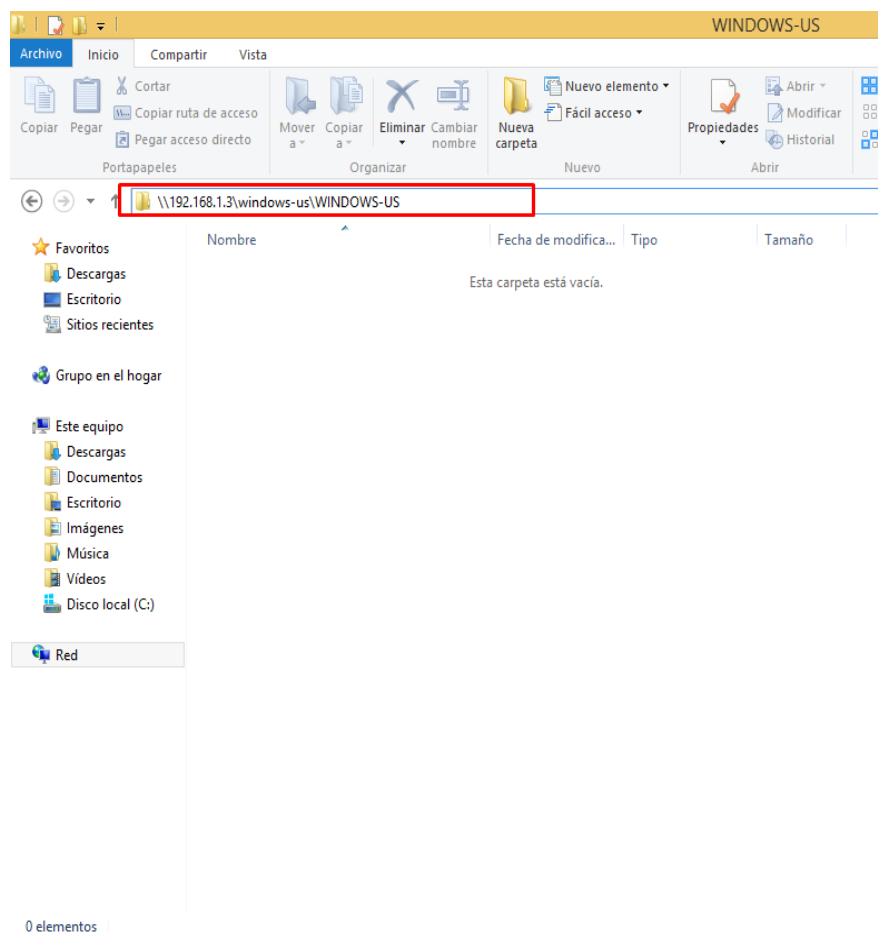 WINDOWS-US
Archivo Inicio Compartir Vista
Copiar
Pegar
Cortar
Copiar ruta de acceso
Pegar acceso directo
Portapapeles
Mover a
Copiar a
Eliminar
Cambiar nombre
Organizar
Nueva carpeta
Nuevo elemento
Fácil acceso
Nuevo
Propiedades
Abrir
Modificar
Historial
Abrir
\\192.168.1.3\windows-us\WINDOWS-US
Nombre Fecha de modifica... Tipo Tamaño
Esta carpeta está vacía.
Favoritos
Descargas
Escritorio
Sitios recientes
Grupo en el hogar
Este equipo
Descargas
Documentos
Escritorio
Imágenes
Música
Vídeos
Disco local (C:)
Red
0 elementos